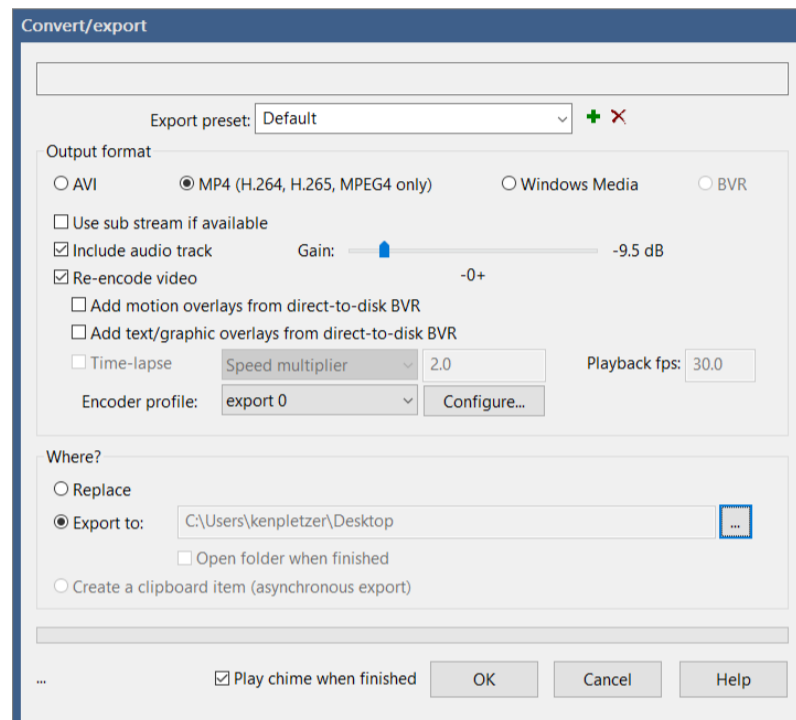 Convert/export
Export preset: Default
Output format
AVI MP4 (H.264, H.265, MPEG4 only) Windows Media BVR
Use sub stream if available
Include audio track Gain: -9.5 dB
Re-encode video -0+
Add motion overlays from direct-to-disk BVR
Add text/graphic overlays from direct-to-disk BVR
Time-lapse Speed multiplier 2.0 Playback fps: 30.0
Encoder profile: export 0 Configure...
Where?
Replace
Export to: C:\Users\kenpletzer\Desktop ...
Open folder when finished
Create a clipboard item (asynchronous export)
... Play chime when finished OK Cancel Help